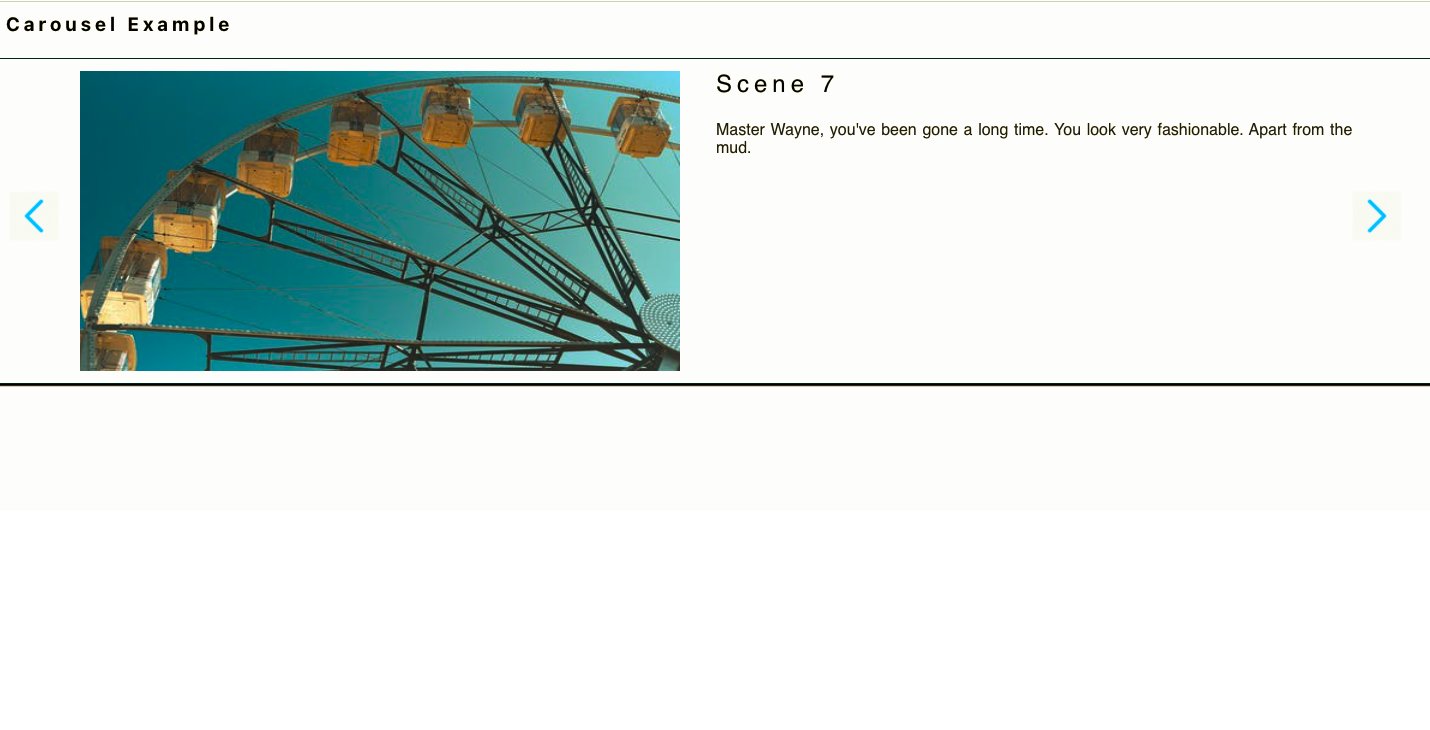 Carousel Example
Scene 7
Master Wayne, you've been gone a long time. You look very fashionable. Apart from the
mud.